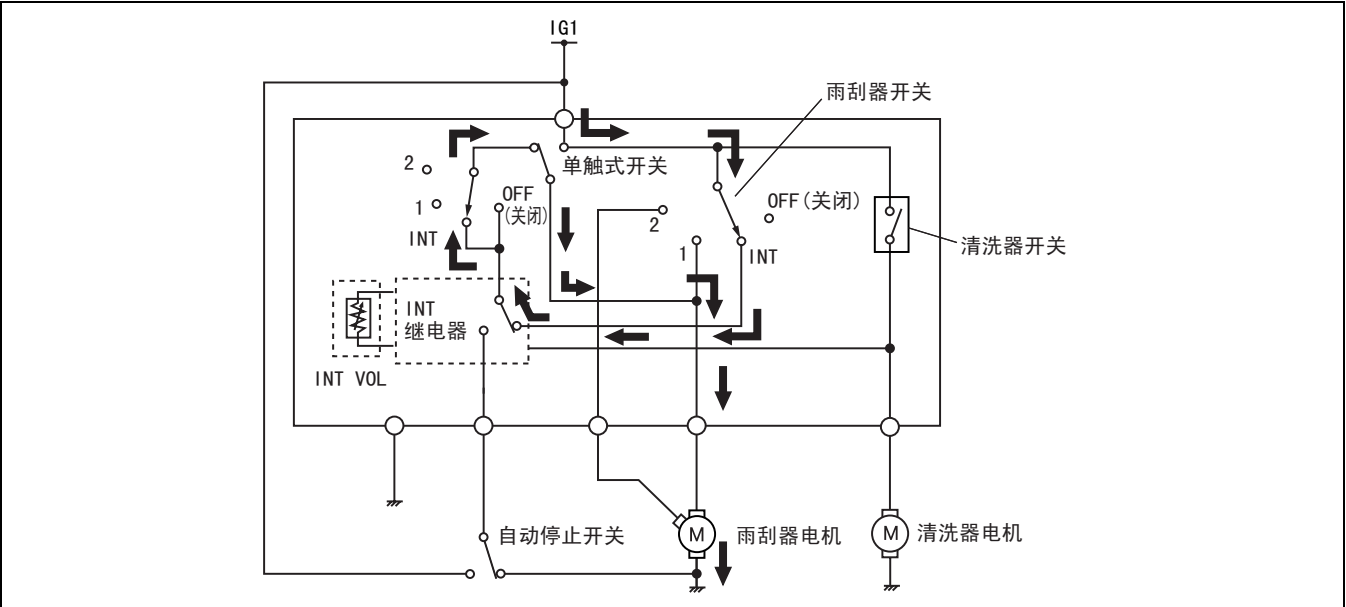 IG1
雨刮器开关
单触式开关
2
OFF
(关闭)
OFF(关闭)
1
2
INT
清洗器开关
1
INT
INT
继电器
INT VOL
自动停止开关
M
雨刮器电机
M
清洗器电机